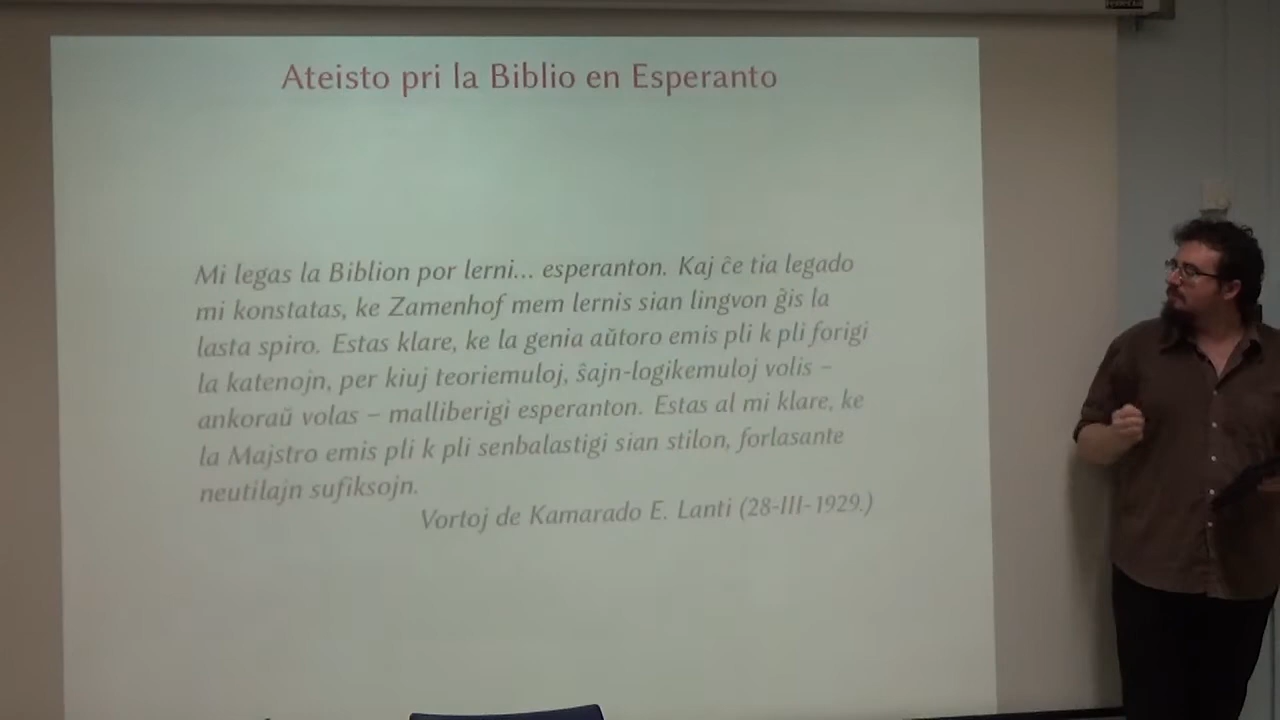 Ateisto pri la Biblio en Esperanto
Mi legas la Biblion por lerni... esperanton. Kaj ĉe tia legado
mi konstatas, ke Zamenhof mem lernis sian lingvon ĝis la
lasta spiro. Estas klare, ke la genia aŭtoro emis pli k pli forigi
la katenojn, per kiuj teoriemuloj, ŝajn-logikemuloj volis –
ankoraŭ volas – malliberigi esperanton. Estas al mi klare, ke
la Majstro emis pli k pli senbalastigi sian stilon, forlasante
neutilajn sufiksojn.
Vortoj de Kamarado E. Lanti (28-III-1929.)